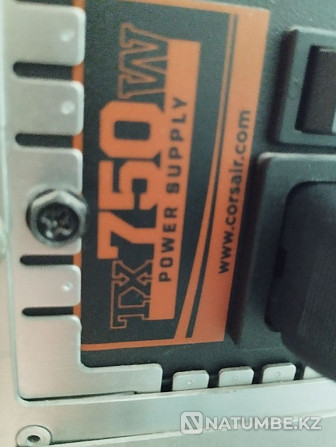 TX750W
POWER SUPPLY
www.corsair.com
NATUMBE.KZ